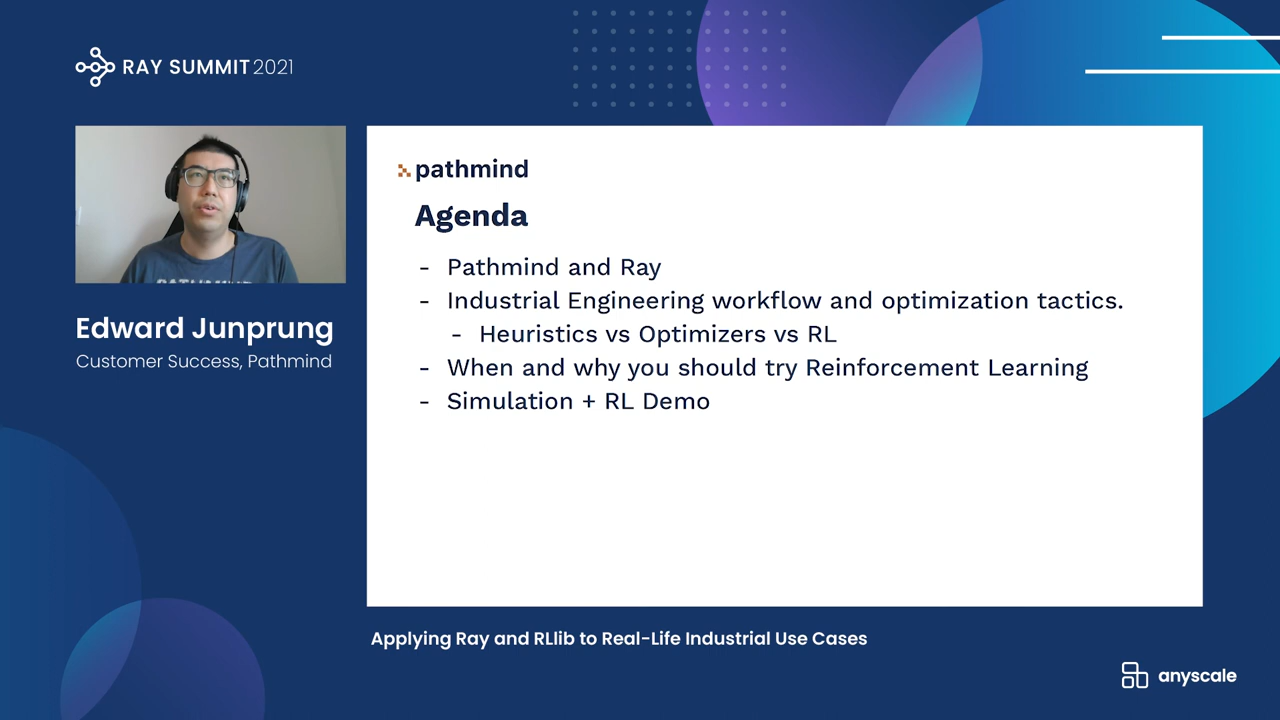 RAY SUMMIT 2021
pathmind
Agenda
- Pathmind and Ray
- Industrial Engineering workflow and optimization tactics.
- Heuristics vs Optimizers vs RL
- When and why you should try Reinforcement Learning
- Simulation + RL Demo
Edward Junprung
Customer Success, Pathmind
Applying Ray and RLlib to Real-Life Industrial Use Cases
anyscale